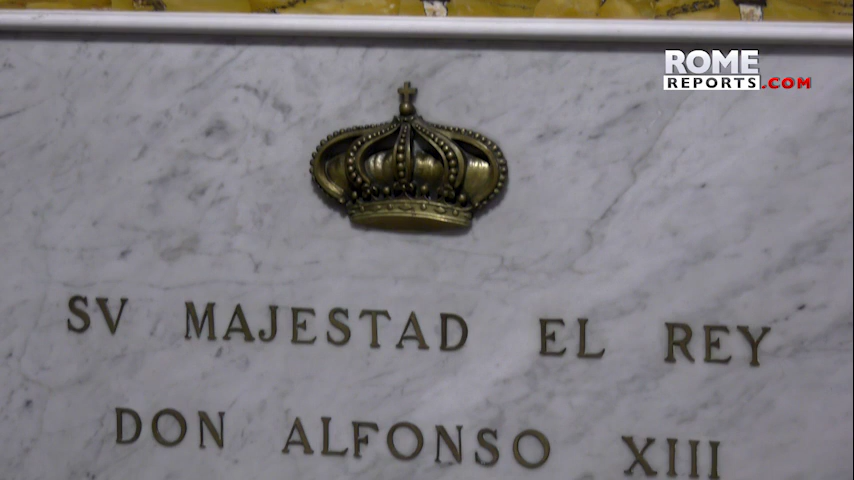 ROME
REPORTS.COM
SV MAJESTAD EL REY
DON ALFONSO XIII